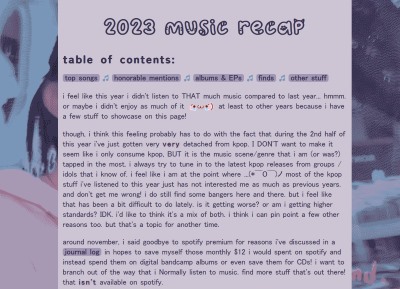 2023 music recap
table of contents:
top songs ♫ honorable mentions ♫ albums & EPs ♫ finds ♫ other stuff
i feel like this year i didn't listen to THAT much music compared to last year... hmmm.
or maybe i didn't enjoy as much of it at least to other years because i have
a few stuff to showcase on this page!
though, i think this feeling probably has to do with the fact that during the 2nd half of
this year i've just gotten very very detached from kpop. I DON'T want to make it
seem like i only consume kpop, BUT it is the music scene/genre that i am (or was?)
tapped in the most. i always try to tune in to the latest kpop releases from groups /
idols that i know of. i feel like i am at the point where ...(*￣O￣)ノ most of the kpop
stuff i've listened to this year just has not interested me as much as previous years.
and don't get me wrong! i do still find some bangers here and there. but i feel like
that has been a bit difficult to do lately. is it getting worse? or am i getting higher
standards? IDK. i'd like to think it's a mix of both. i think i can pin point a few other
reasons too. but that's a topic for another time.
around november, i said goodbye to spotify premium for reasons i've discussed in a
journal log in hopes to save myself those monthly $12 i would spent on spotify and
instead spend them on digital bandcamp albums or even save them for CDs! i want to
branch out of the way that i Normally listen to music. find more stuff that's out there!
that isn't available on spotify.